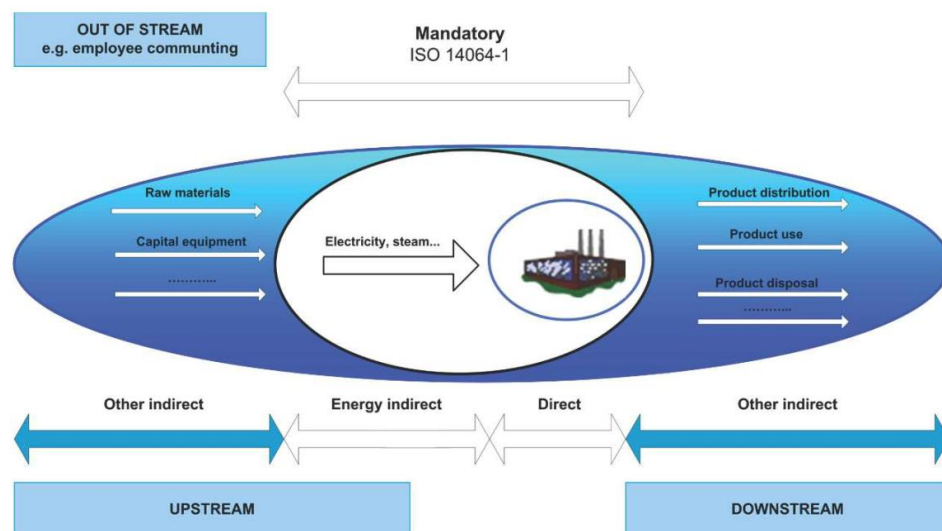 OUT OF STREAM
e.g. employee communting
Mandatory
ISO 14064-1
Raw materials
Capital equipment
...........
Electricity, steam...
Product distribution
Product use
Product disposal
...........
Other indirect
Energy indirect
Direct
Other indirect
UPSTREAM
DOWNSTREAM